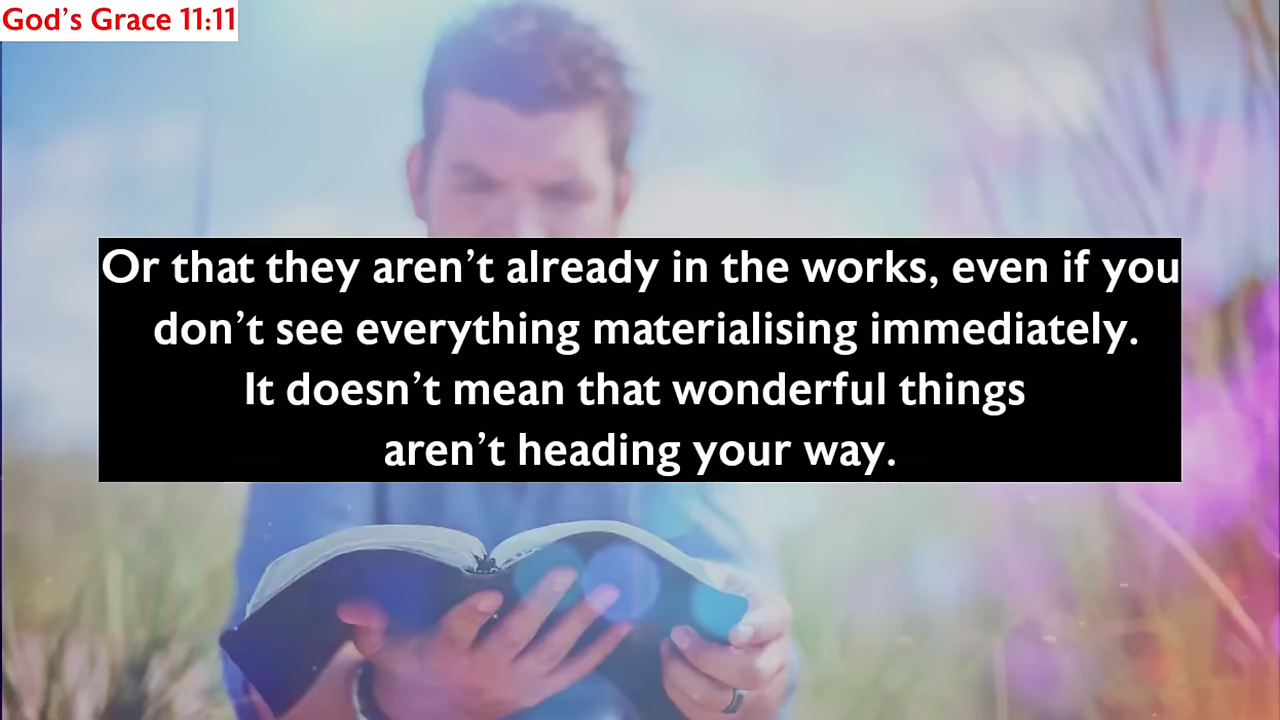 God’s Grace 11:11
Or that they aren’t already in the works, even if you
don’t see everything materialising immediately.
It doesn’t mean that wonderful things
aren’t heading your way.